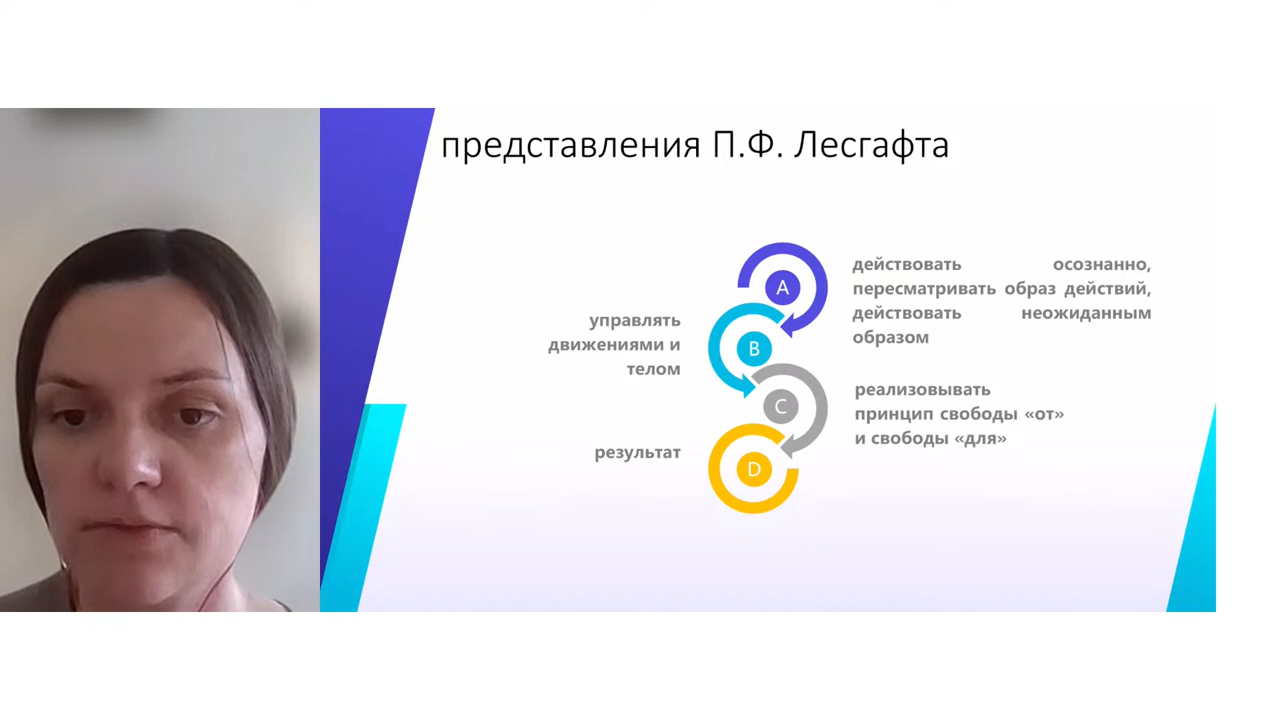 представления П.Ф. Лесгафта
A
действовать осознанно,
пересматривать образ действий,
действовать неожиданным
образом
управлять
движениями и
телом
B
C
реализовывать
принцип свободы «от»
и свободы «для»
результат
D